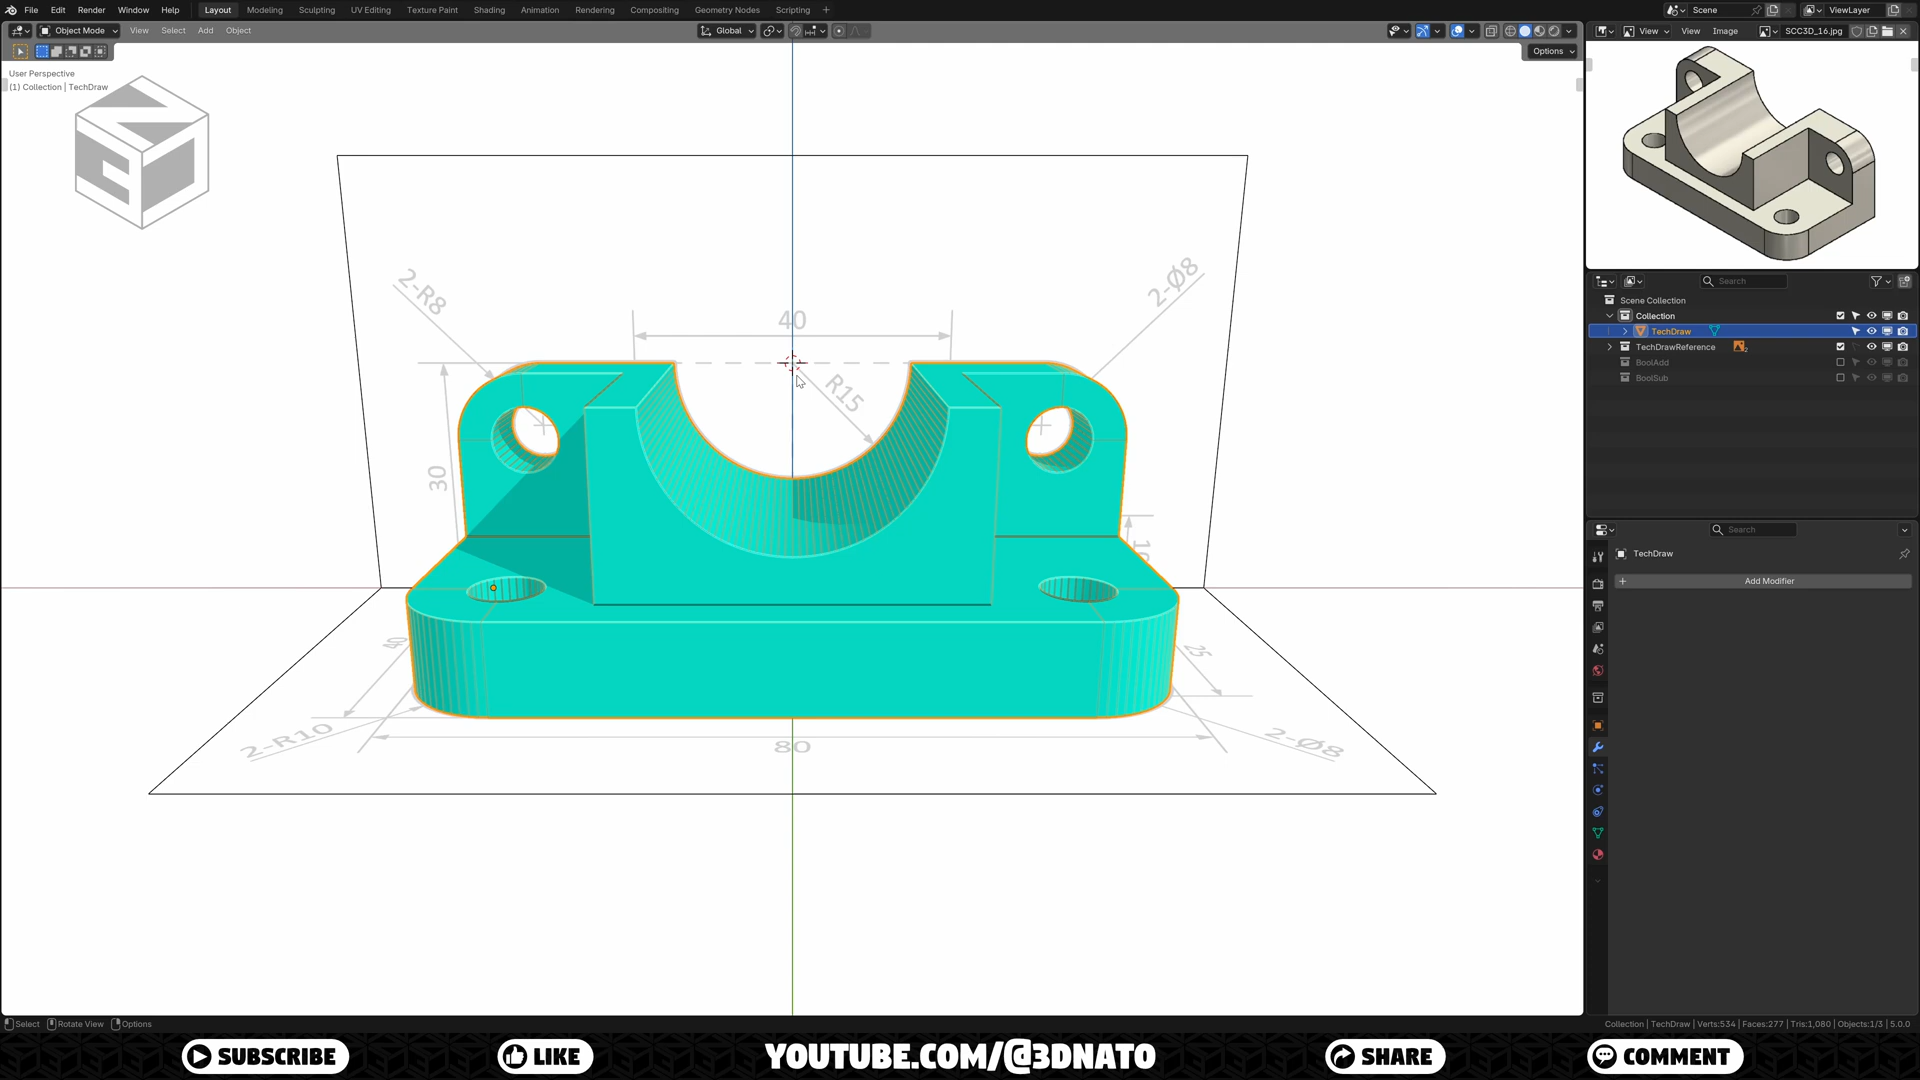 File Edit Render Window Help Layout Modeling Sculpting UV Editing Texture Paint Shading Animation Rendering Compositing Geometry Nodes Scripting + Scene ViewLayer
Object Mode View Select Add Object Global View View Image SCC3D_16.jpg
Options
User Perspective
(1) Collection | TechDraw
2-R8
2-Ø8
40
R15
30
40
25
2-R10
80
2-Ø8
Search
Scene Collection
Collection
TechDraw
TechDrawReference
2
BoolAdd
BoolSub
Search
TechDraw
+ Add Modifier
Select Rotate View Options
Collection | TechDraw | Verts:534 | Faces:277 | Tris:1,080 | Objects:1/3 | 5.0.0
SUBSCRIBE LIKE YOUTUBE.COM/@3DNATO SHARE COMMENT